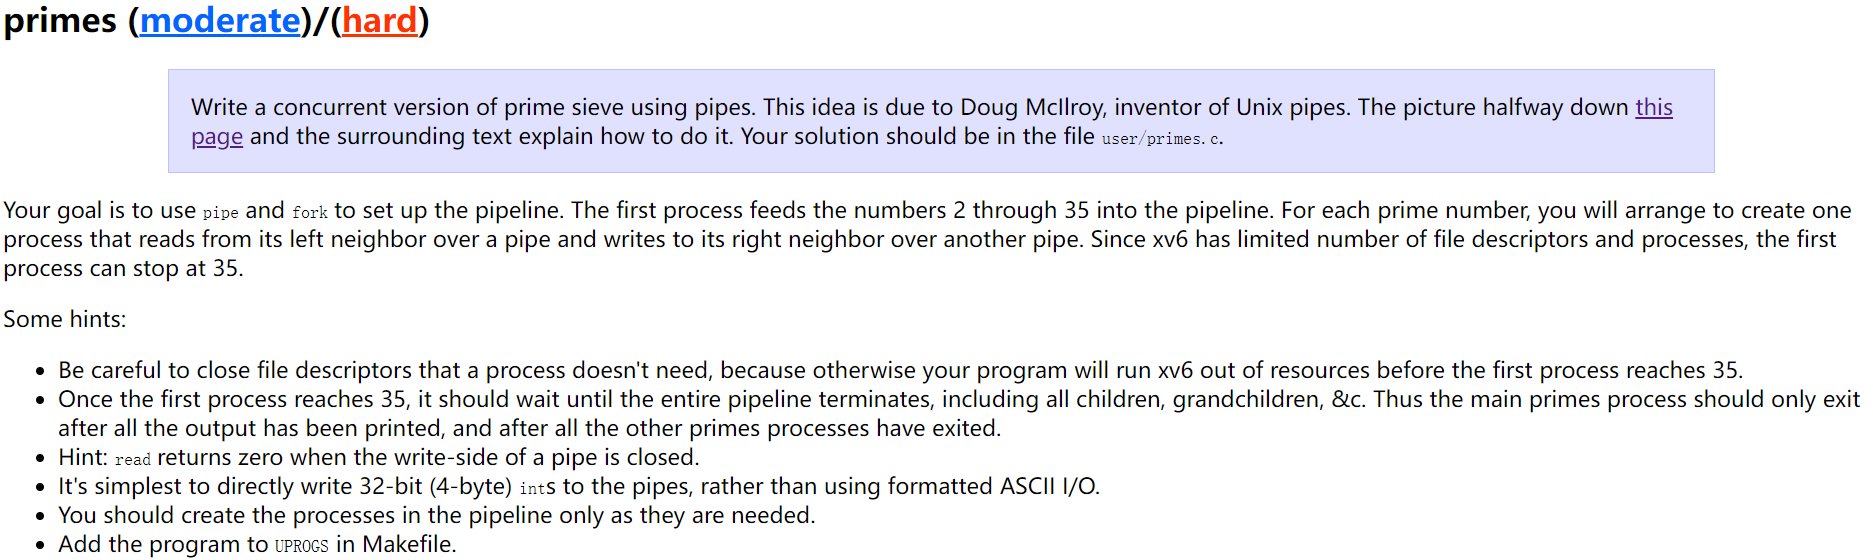 primes (moderate)/(hard)
Write a concurrent version of prime sieve using pipes. This idea is due to Doug McIlroy, inventor of Unix pipes. The picture halfway down this
page and the surrounding text explain how to do it. Your solution should be in the file user/primes.c.
Your goal is to use pipe and fork to set up the pipeline. The first process feeds the numbers 2 through 35 into the pipeline. For each prime number, you will arrange to create one
process that reads from its left neighbor over a pipe and writes to its right neighbor over another pipe. Since xv6 has limited number of file descriptors and processes, the first
process can stop at 35.
Some hints:
• Be careful to close file descriptors that a process doesn't need, because otherwise your program will run xv6 out of resources before the first process reaches 35.
• Once the first process reaches 35, it should wait until the entire pipeline terminates, including all children, grandchildren, &c. Thus the main primes process should only exit
after all the output has been printed, and after all the other primes processes have exited.
• Hint: read returns zero when the write-side of a pipe is closed.
• It's simplest to directly write 32-bit (4-byte) ints to the pipes, rather than using formatted ASCII I/O.
• You should create the processes in the pipeline only as they are needed.
• Add the program to UPROGS in Makefile.